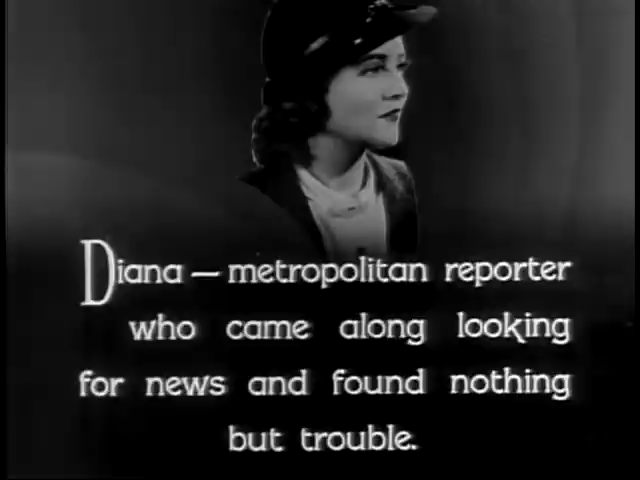 Diana — metropolitan reporter
who came along looking
for news and found nothing
but trouble.